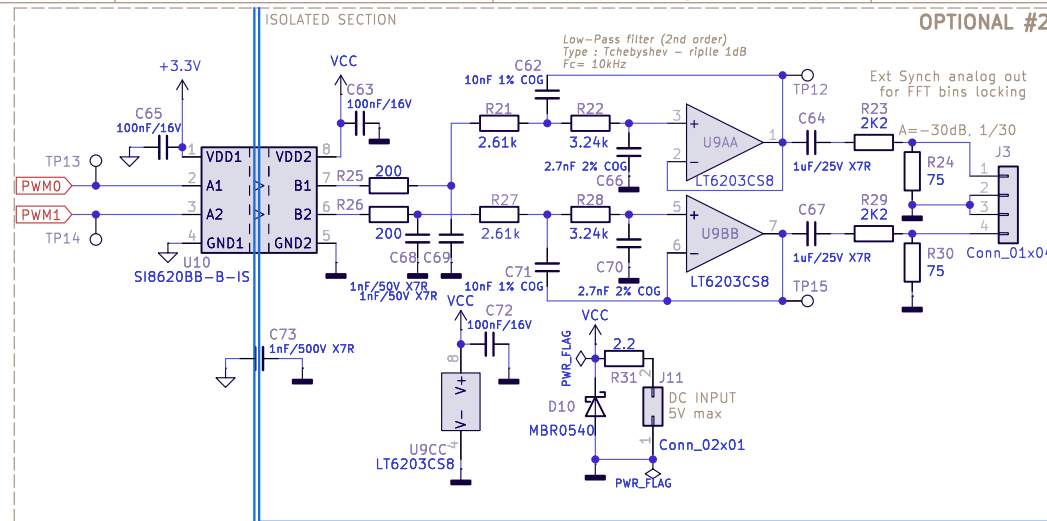 ISOLATED SECTION
OPTIONAL #2
Low-Pass filter (2nd order)
Type : Tchebyshev – riplle 1dB
Fc= 10kHz
+3.3V
VCC
C62
10nF 1% COG
TP12
Ext Synch analog out
for FFT bins locking
C65
100nF/16V
C63
100nF/16V
R21
2.61k
R22
3.24k
3
2
1
U9AA
LT6203CS8
C64
1uF/25V X7R
R23
2K2
A=-30dB, 1/30
R24
75
J3
1
2
3
4
Conn_01x04
2.7nF 2% COG
C66
TP13
PWM0
PWM1
TP14
1
2
3
4
VDD1
A1
A2
GND1
VDD2
B1
B2
GND2
8
7
6
5
U10
SI8620BB-B-IS
R25
200
R26
200
C68
C69
1nF/50V X7R
1nF/50V X7R
R27
2.61k
R28
3.24k
5
6
7
U9BB
LT6203CS8
C67
1uF/25V X7R
R29
2K2
R30
75
C71
10nF 1% COG
C70
2.7nF 2% COG
TP15
C73
1nF/500V X7R
VCC
C72
100nF/16V
8
V+
V-
4
U9CC
LT6203CS8
VCC
PWR_FLAG
2.2
R31
2
J11
DC INPUT
5V max
1
Conn_02x01
D10
MBR0540
PWR_FLAG